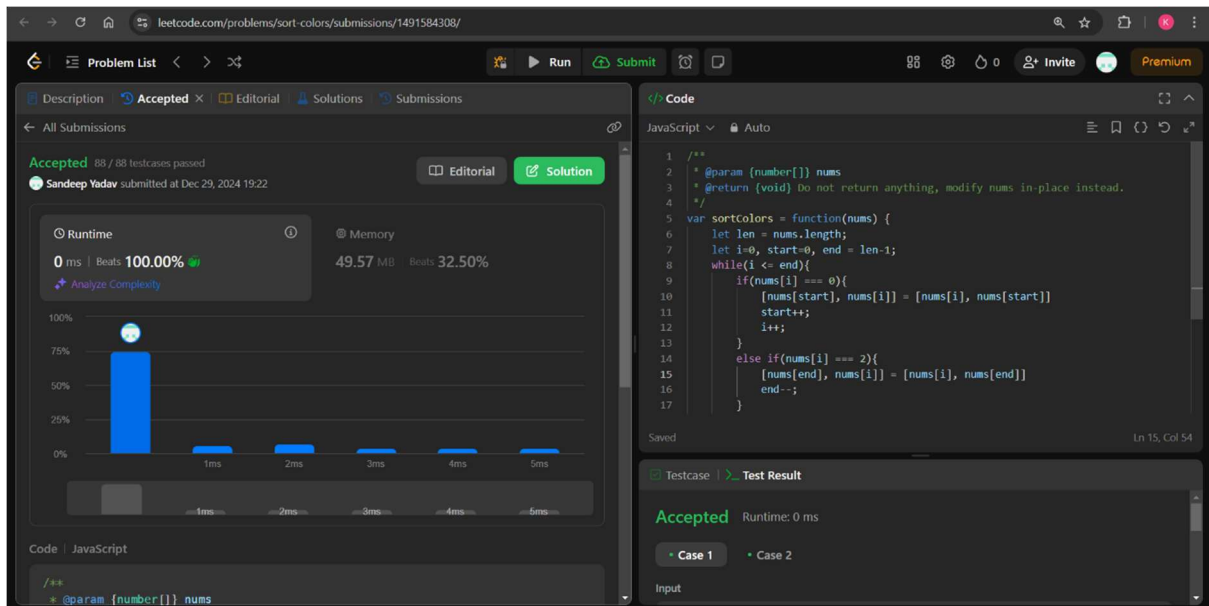 leetcode.com/problems/sort-colors/submissions/1491584308/
K
Problem List
Run
Submit
0
Invite
Premium
Description
Accepted
Editorial
Solutions
Submissions
← All Submissions
Accepted 88 / 88 testcases passed
Sandeep Yadav submitted at Dec 29, 2024 19:22
Editorial
Solution
Runtime
0 ms | Beats 100.00%
Analyze Complexity
Memory
49.57 MB Beats 32.50%
100%
75%
50%
25%
0%
1ms 2ms 3ms 4ms 5ms
1ms 2ms 3ms 4ms 5ms
Code | JavaScript
/**
* @param {number[]} nums
</> Code
JavaScript Auto
1 /**
2 * @param {number[]} nums
3 * @return {void} Do not return anything, modify nums in-place instead.
4 */
5 var sortColors = function(nums) {
6 let len = nums.length;
7 let i=0, start=0, end = len-1;
8 while(i <= end){
9 if(nums[i] === 0){
10 [nums[start], nums[i]] = [nums[i], nums[start]]
11 start++;
12 i++;
13 }
14 else if(nums[i] === 2){
15 [nums[end], nums[i]] = [nums[i], nums[end]]
16 end--;
17 }
Saved
Ln 15, Col 54
Testcase
>_ Test Result
Accepted Runtime: 0 ms
• Case 1 • Case 2
Input